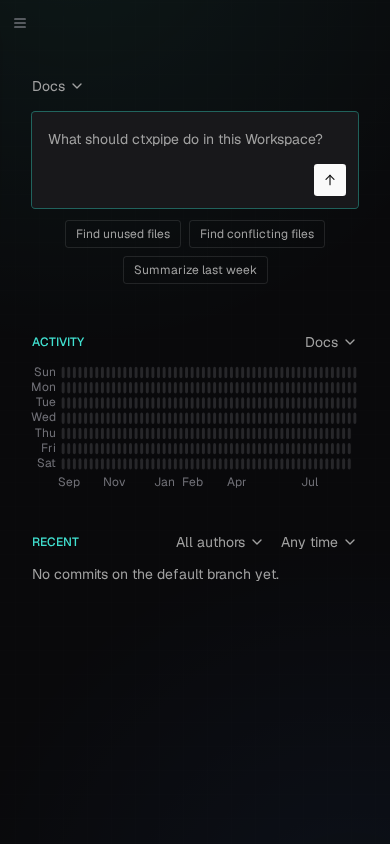 Docs
What should ctxpipe do in this Workspace?
Find unused files
Find conflicting files
Summarize last week
ACTIVITY
Docs
Sun
Mon
Tue
Wed
Thu
Fri
Sat
Sep Nov Jan Feb Apr Jul
RECENT
All authors
Any time
No commits on the default branch yet.